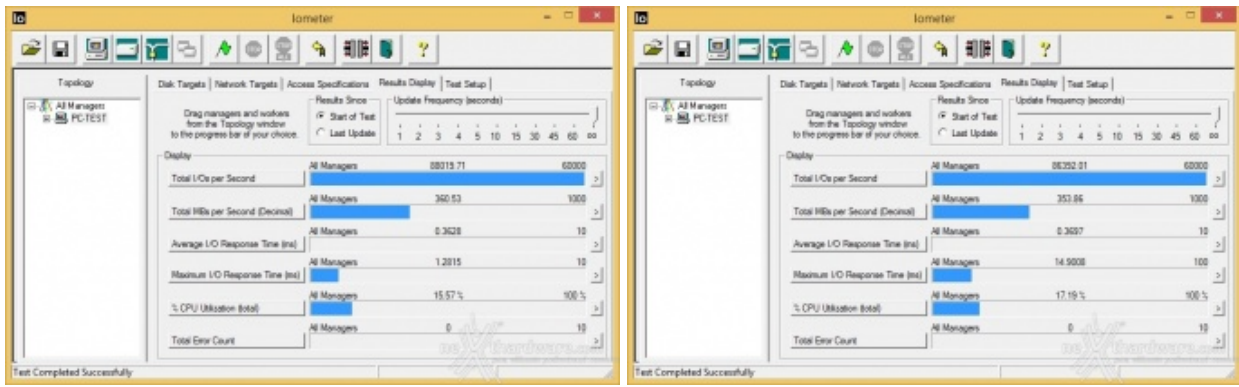 Iometer
Topology
All Managers
PC-TEST
Disk Targets | Network Targets | Access Specifications | Results Display | Test Setup
Drag managers and workers
from the Topology window
to the progress bar of your choice.
Results Since
Start of Test
Last Update
Update Frequency (seconds)
1 2 3 4 5 10 15 30 45 60 oo
Display
All Managers 88015.71 60000
Total I/Os per Second
All Managers 360.53 1000
Total MBs per Second (Decimal)
All Managers 0.3628 10
Average I/O Response Time (ms)
All Managers 1.2815 10
Maximum I/O Response Time (ms)
All Managers 15.57 % 100 %
% CPU Utilization (total)
All Managers 0 10
Total Error Count
Test Completed Successfully
Iometer
Topology
All Managers
PC-TEST
Disk Targets | Network Targets | Access Specifications | Results Display | Test Setup
Drag managers and workers
from the Topology window
to the progress bar of your choice.
Results Since
Start of Test
Last Update
Update Frequency (seconds)
1 2 3 4 5 10 15 30 45 60 oo
Display
All Managers 86352.01 60000
Total I/Os per Second
All Managers 353.86 1000
Total MBs per Second (Decimal)
All Managers 0.3697 10
Average I/O Response Time (ms)
All Managers 14.9008 100
Maximum I/O Response Time (ms)
All Managers 17.19 % 100 %
% CPU Utilization (total)
All Managers 0 10
Total Error Count
Test Completed Successfully